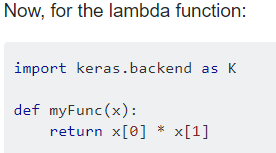 Now, for the lambda function:
import keras.backend as K
def myFunc(x):
    return x[0] * x[1]